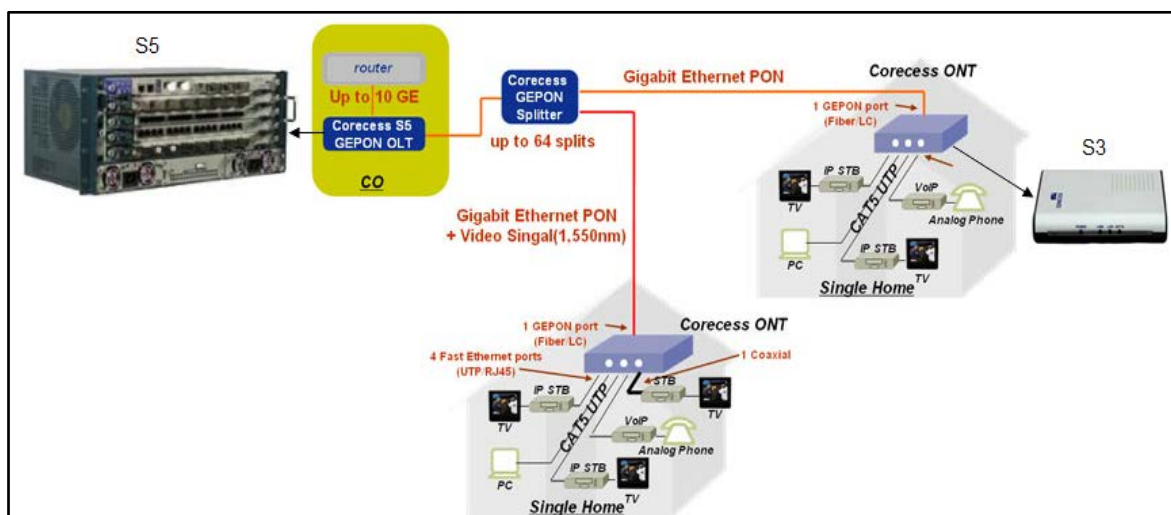 S5
router
Up to 10 GE
Corecess S5
GEPON OLT
CO
Corecess
GEPON
Splitter
up to 64 splits
Gigabit Ethernet PON
Corecess ONT
1 GEPON port
(Fiber/LC)
S3
IP STB
TV
CAT5 UTP
VoIP
Analog Phone
PC
IP STB
TV
Single Home
Gigabit Ethernet PON
+ Video Singal(1,550nm)
1 GEPON port
(Fiber/LC)
Corecess ONT
4 Fast Ethernet ports
(UTP/RJ45)
1 Coaxial
IP STB
TV
CAT5 UTP
STB
TV
VoIP
Analog Phone
PC
IP STB
TV
Single Home